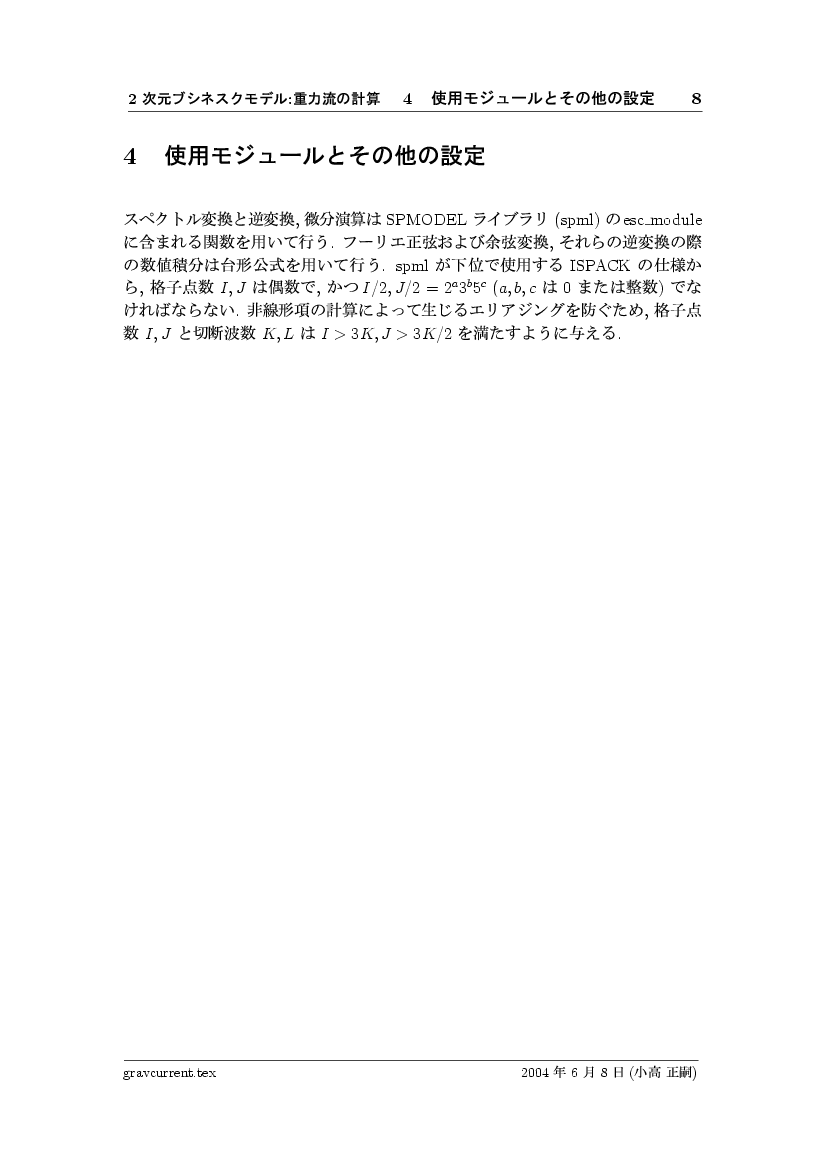 2 次元ブシネスクモデル:重力流の計算 4 使用モジュールとその他の設定 8
4 使用モジュールとその他の設定
スペクトル変換と逆変換, 微分演算は SPMODEL ライブラリ (spml) の esc_module
に含まれる関数を用いて行う. フーリエ正弦および余弦変換, それらの逆変換の際
の数値積分は台形公式を用いて行う. spml が下位で使用する ISPACK の仕様か
ら, 格子点数 I, J は偶数で, かつ I/2, J/2 = 2^a3^b5^c (a, b, c は 0 または整数) でな
ければならない. 非線形項の計算によって生じるエリアジングを防ぐため, 格子点
数 I, J と切断波数 K, L は I > 3K, J > 3K/2 を満たすように与える.
gravcurrent.tex 2004 年 6 月 8 日 (小高 正嗣)